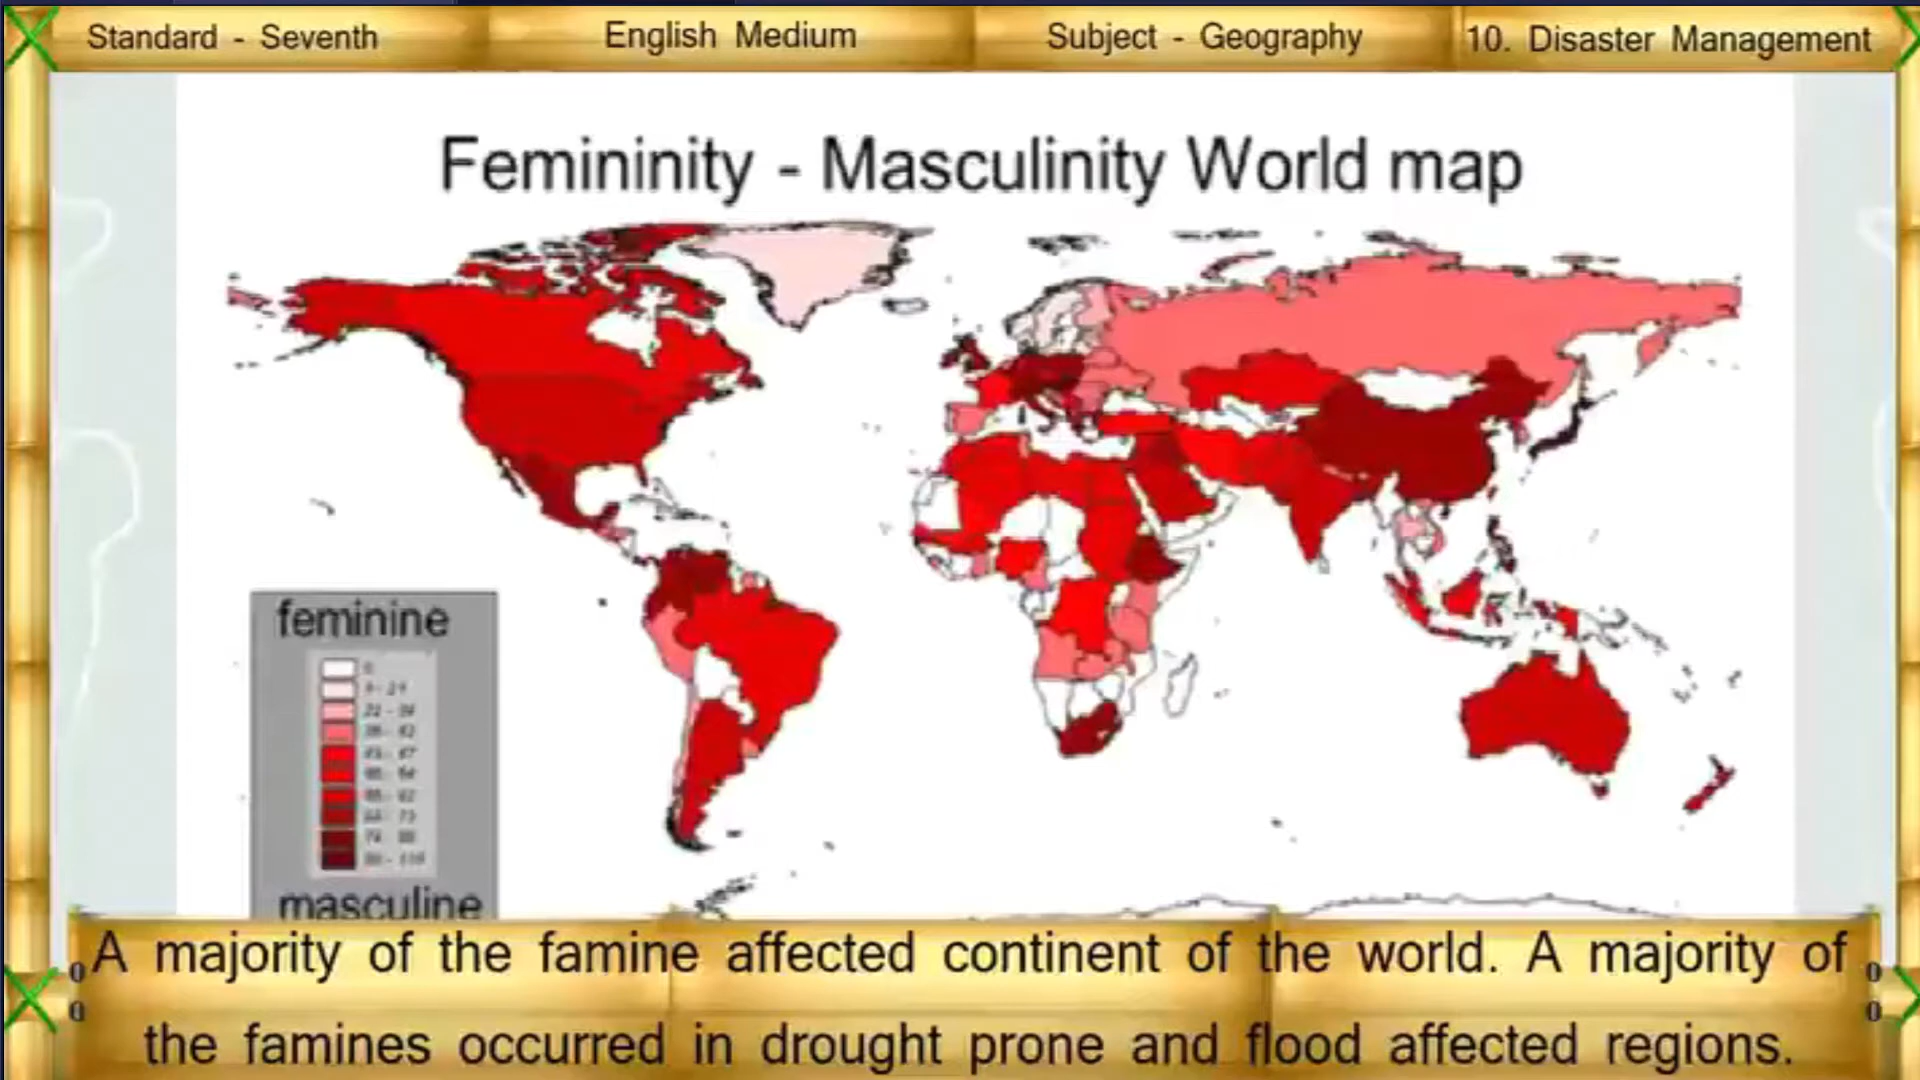 Standard - Seventh
English Medium
Subject - Geography
10. Disaster Management
Femininity - Masculinity World map
feminine
masculine
A majority of the famine affected continent of the world. A majority of
the famines occurred in drought prone and flood affected regions.